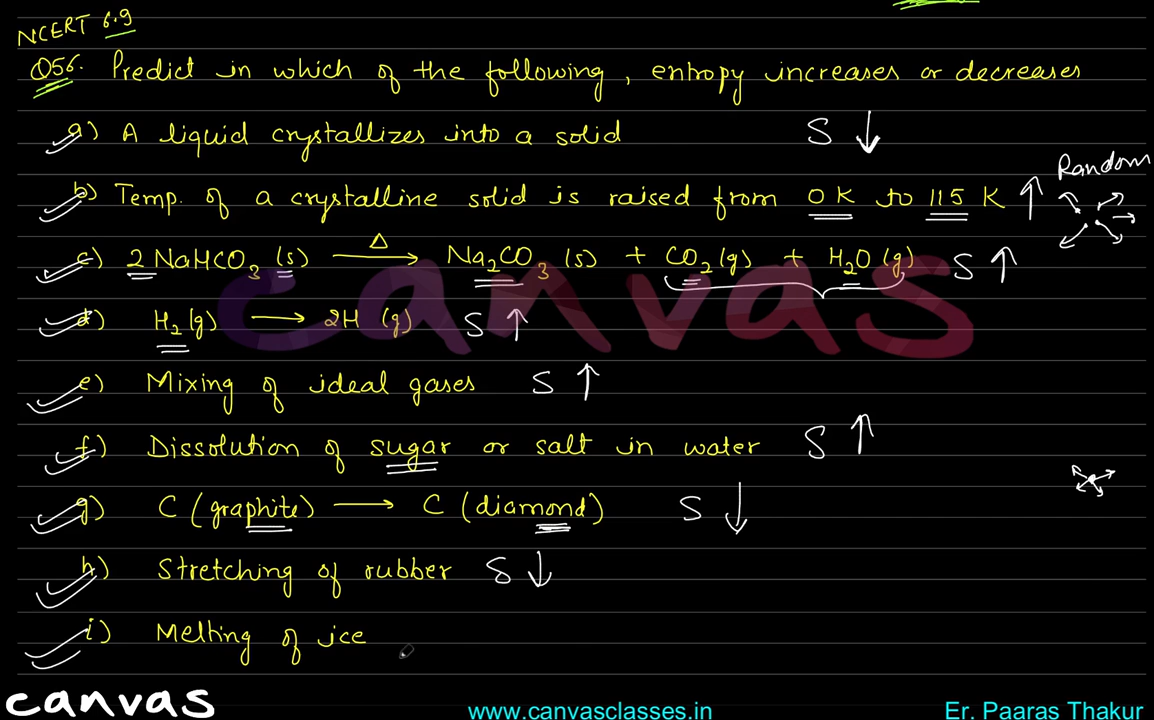 NCERT 6.9
Q56. Predict in which of the following, entropy increases or decreases
a) A liquid crystallizes into a solid S ↓
Random
b) Temp. of a crystalline solid is raised from 0 K to 115 K ↑
c) 2 NaHCO₃ (s) —Δ→ Na₂CO₃ (s) + CO₂ (g) + H₂O (g) S ↑
d) H₂ (g) → 2H (g) S ↑
e) Mixing of ideal gases S ↑
f) Dissolution of sugar or salt in water S ↑
g) C (graphite) → C (diamond) S ↓
h) Stretching of rubber S ↓
i) Melting of ice
canvas
canvas www.canvasclasses.in Er. Paaras Thakur